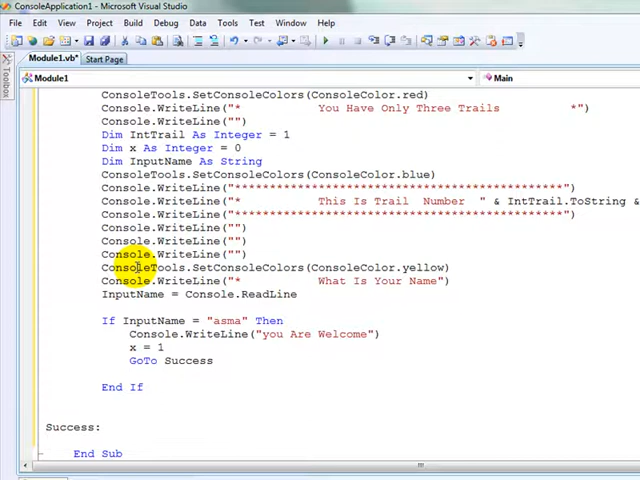 ConsoleApplication1 - Microsoft Visual Studio
File Edit View Project Build Debug Data Tools Test Window Help
Module1.vb* Start Page
Toolbox
Module1 Main
ConsoleTools.SetConsoleColors(ConsoleColor.red)
Console.WriteLine("* You Have Only Three Trails *")
Console.WriteLine("")
Dim IntTrail As Integer = 1
Dim x As Integer = 0
Dim InputName As String
ConsoleTools.SetConsoleColors(ConsoleColor.blue)
Console.WriteLine("**************************************************")
Console.WriteLine("* This Is Trail Number " & IntTrail.ToString &
Console.WriteLine("**************************************************")
Console.WriteLine("")
Console.WriteLine("")
Console.WriteLine("")
ConsoleTools.SetConsoleColors(ConsoleColor.yellow)
Console.WriteLine("* What Is Your Name")
InputName = Console.ReadLine
If InputName = "asma" Then
Console.WriteLine("you Are Welcome")
x = 1
GoTo Success
End If
Success:
End Sub